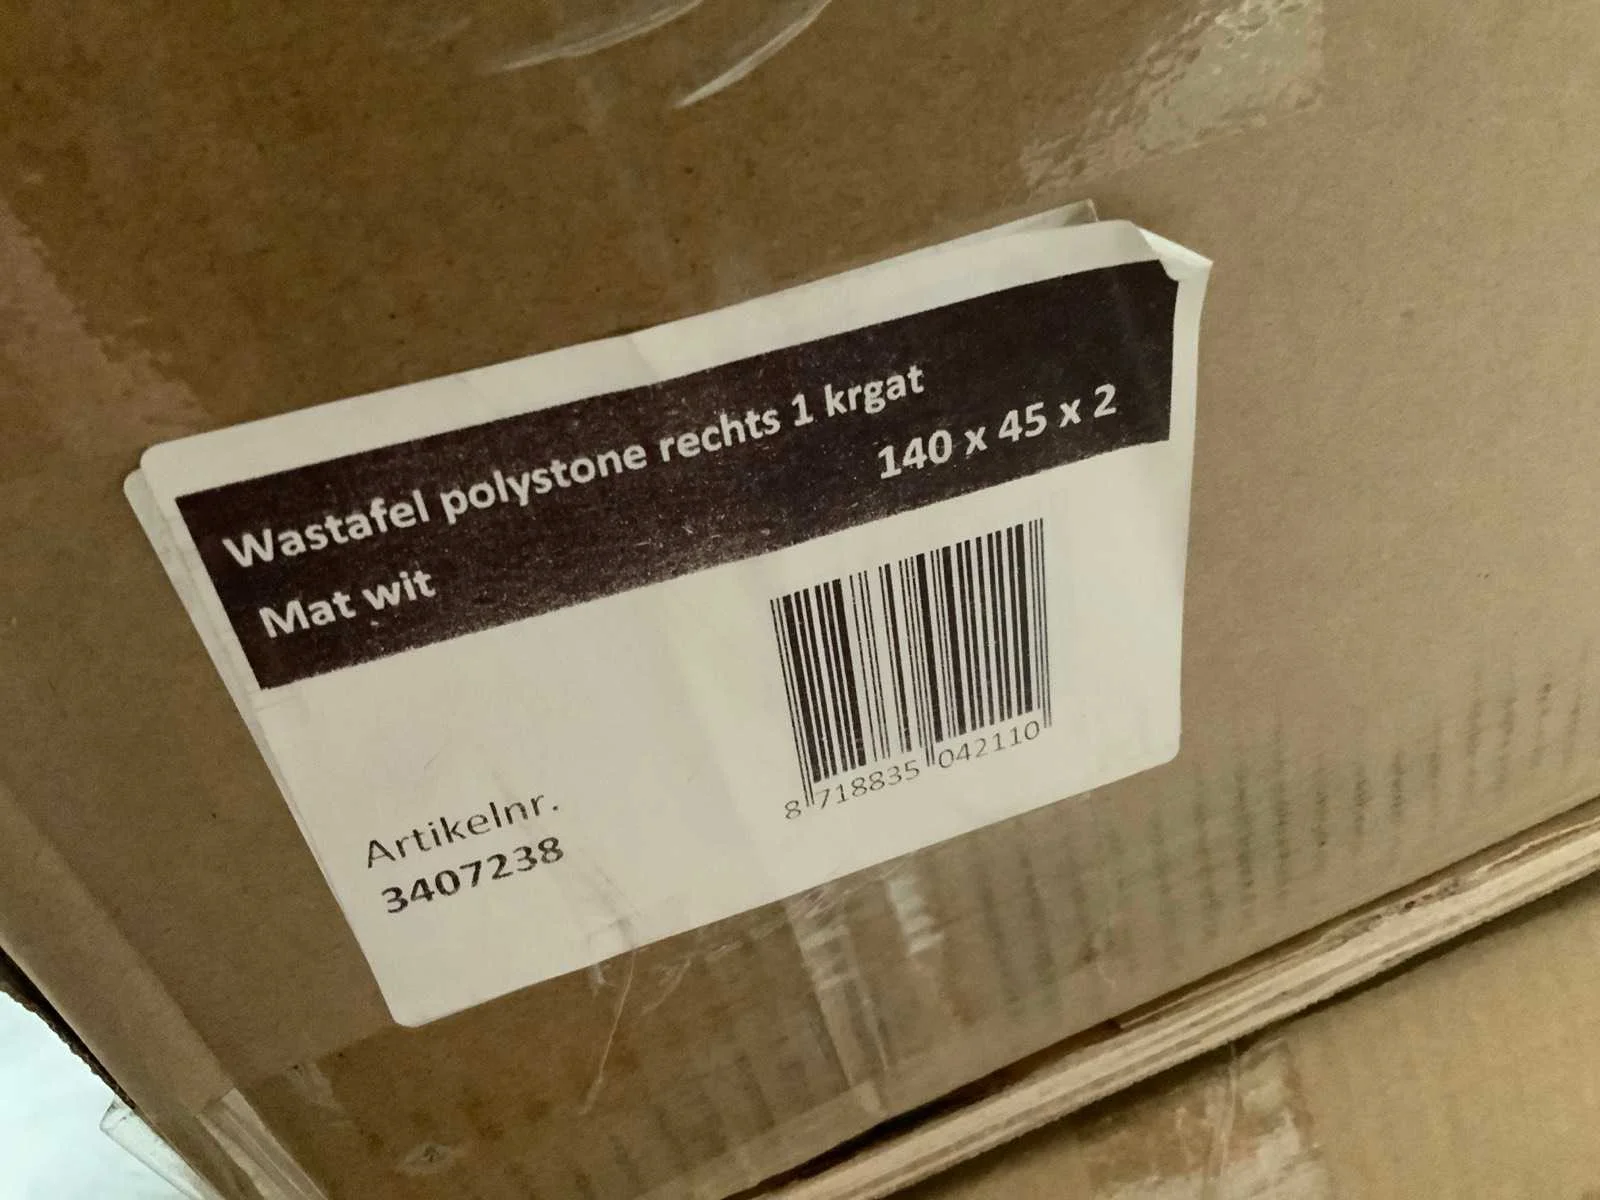 Wastafel polystone rechts 1 krgat
140 x 45 x 2
Mat wit
8 718835 042110
Artikelnr.
3407238